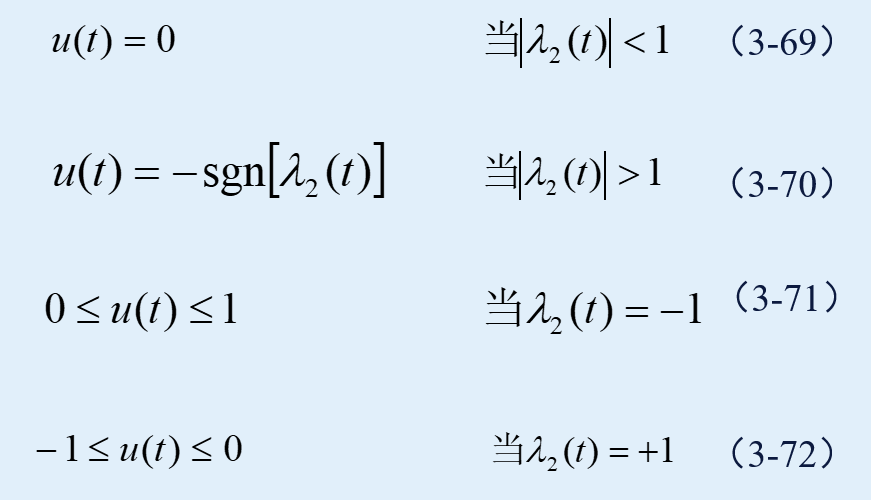 u(t) = 0 当|λ₂(t)| < 1 （3-69）
u(t) = −sgn[λ₂(t)] 当|λ₂(t)| > 1 （3-70）
0 ≤ u(t) ≤ 1 当λ₂(t) = −1 （3-71）
−1 ≤ u(t) ≤ 0 当λ₂(t) = +1 （3-72）